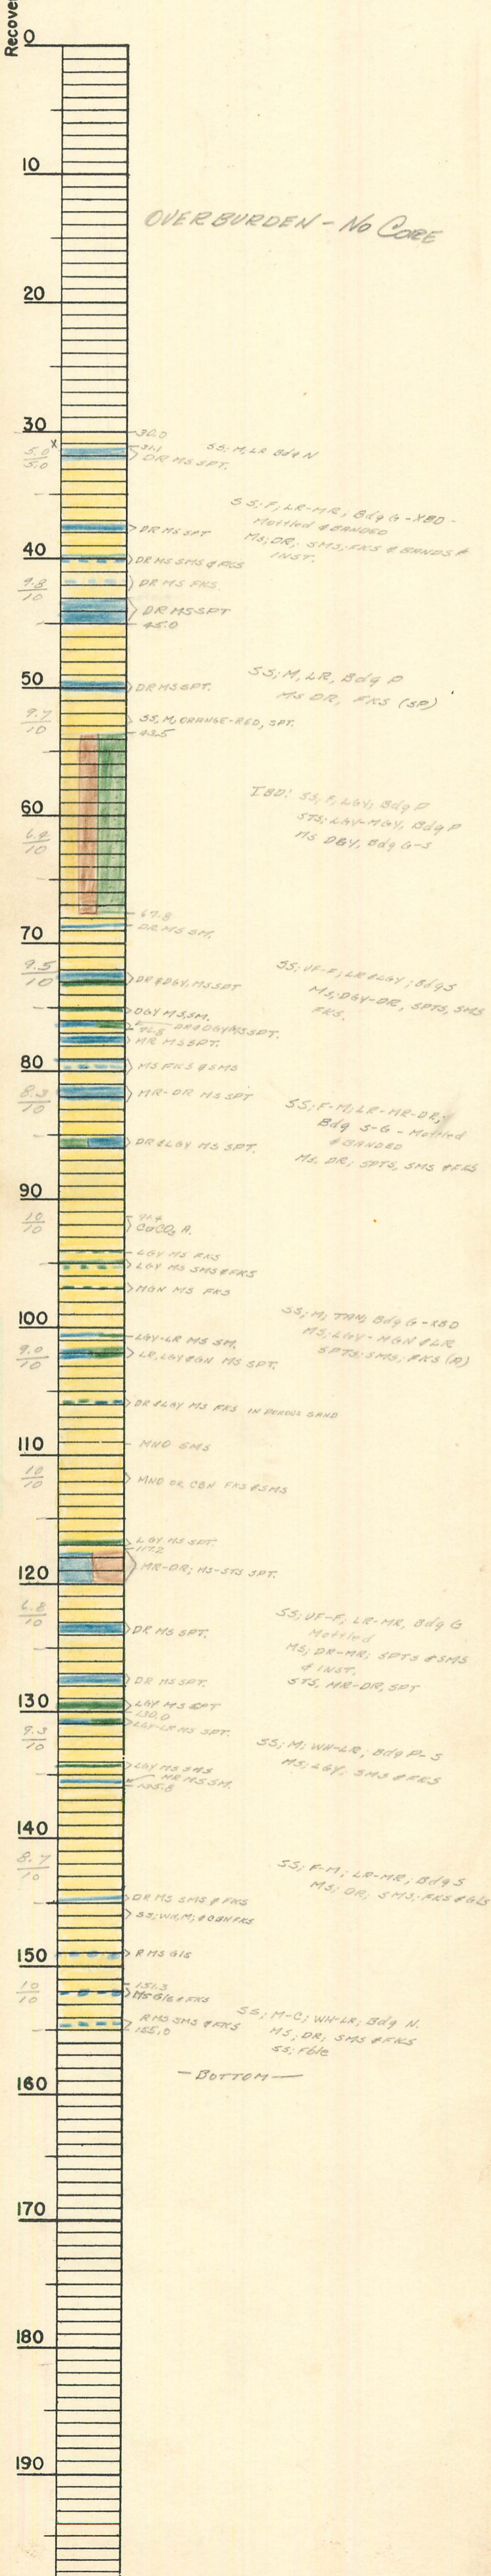 Recover
0
10
OVERBURDEN - NO CORE
20
30
30.0
X
31.1
SS; M, LR Bdg N
5.0
5.0
DR MS SPT.
SS; F, LR-MR, Bdg G - XBD -
Mottled & BANDED
DR MS SPT
MS; DR, SMS; FKS & BANDS &
INST.
40
DR MS SMS & FKS
9.8
10
DR MS FKS
DR MS SPT
45.0
SS; M, LR, Bdg P
50
DR MS SPT.
MS DR, FKS (SP)
9.7
10
SS, M, ORANGE-RED, SPT.
43.5
IBD: SS, F, LGY, Bdg P
60
STS; LGY-MGY, Bdg P
6.9
10
MS DGY, Bdg G-S
67.8
DR MS SM.
70
SS; VF-F; LR & LGY; Bdg S
9.5
10
DR & DGY, MS SPT
MS; DGY-DR, SPTS, SMS
FKS.
DGY MS, SM.
DR & DGY MS SPT.
MR MS SPT.
80
MS FKS & SMS
8.3
10
MR-DR MS SPT
SS; F-M; LR-MR-DR;
Bdg S-G - Mottled
& BANDED
DR & LGY MS SPT.
MS. DR; SPTS, SMS & FKS
90
10
10
91.4
CaCO3 A.
LGY MS FKS
LGY MS SMS & FKS
MGN MS FKS
SS; M; TAN; Bdg G - XBD
100
MS; LGY - MGN & LR
LGY-LR MS SM.
SPTS; SMS; FKS
9.0
10
LR, LGY & GN MS SPT.
DR & LGY MS FKS IN SAND
110
MNO SMS
10
10
MNO OR CBN FKS & SMS
LGY MS SPT.
117.2
MR-DR; MS-STS SPT.
120
6.8
10
SS; VF-F; LR-MR, Bdg G
Mottled
DR MS SPT.
MS; DR-MR; SPTS & SMS
& INST.
DR MS SPT.
STS, MR-DR, SPT
LGY MS SPT
130
130.0
LGY-LR MS SPT.
9.3
10
SS; M; WH-LR; Bdg P-S
LGY MS SMS
MS; LGY; SMS & FKS
MR MS SM.
135.8
140
8.7
10
SS; F-M; LR-MR; Bdg S
DR MS SMS & FKS
MS; DR; SMS; FKS & GLS
SS; WH, M; & CBN FKS
150
R MS GlS
151.3
10
10
MS GlS & FKS
SS; M-C; WH-LR; Bdg N.
R MS SMS & FKS
MS; DR; SMS & FKS
155.0
SS; Fble
- BOTTOM -
160
170
180
190